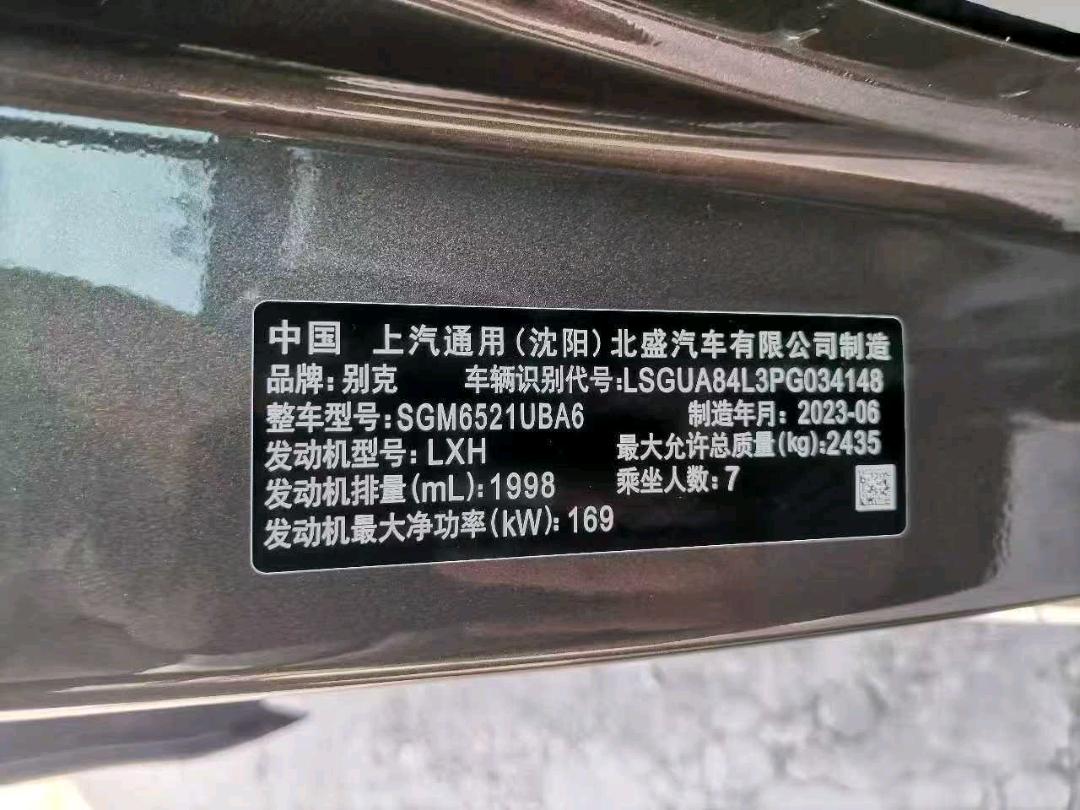 中国 上汽通用(沈阳)北盛汽车有限公司制造
品牌:别克 车辆识别代号:LSGUA84L3PG034148
整车型号:SGM6521UBA6 制造年月:2023-06
发动机型号:LXH 最大允许总质量(kg):2435
发动机排量(mL):1998 乘坐人数:7
发动机最大净功率(kW):169